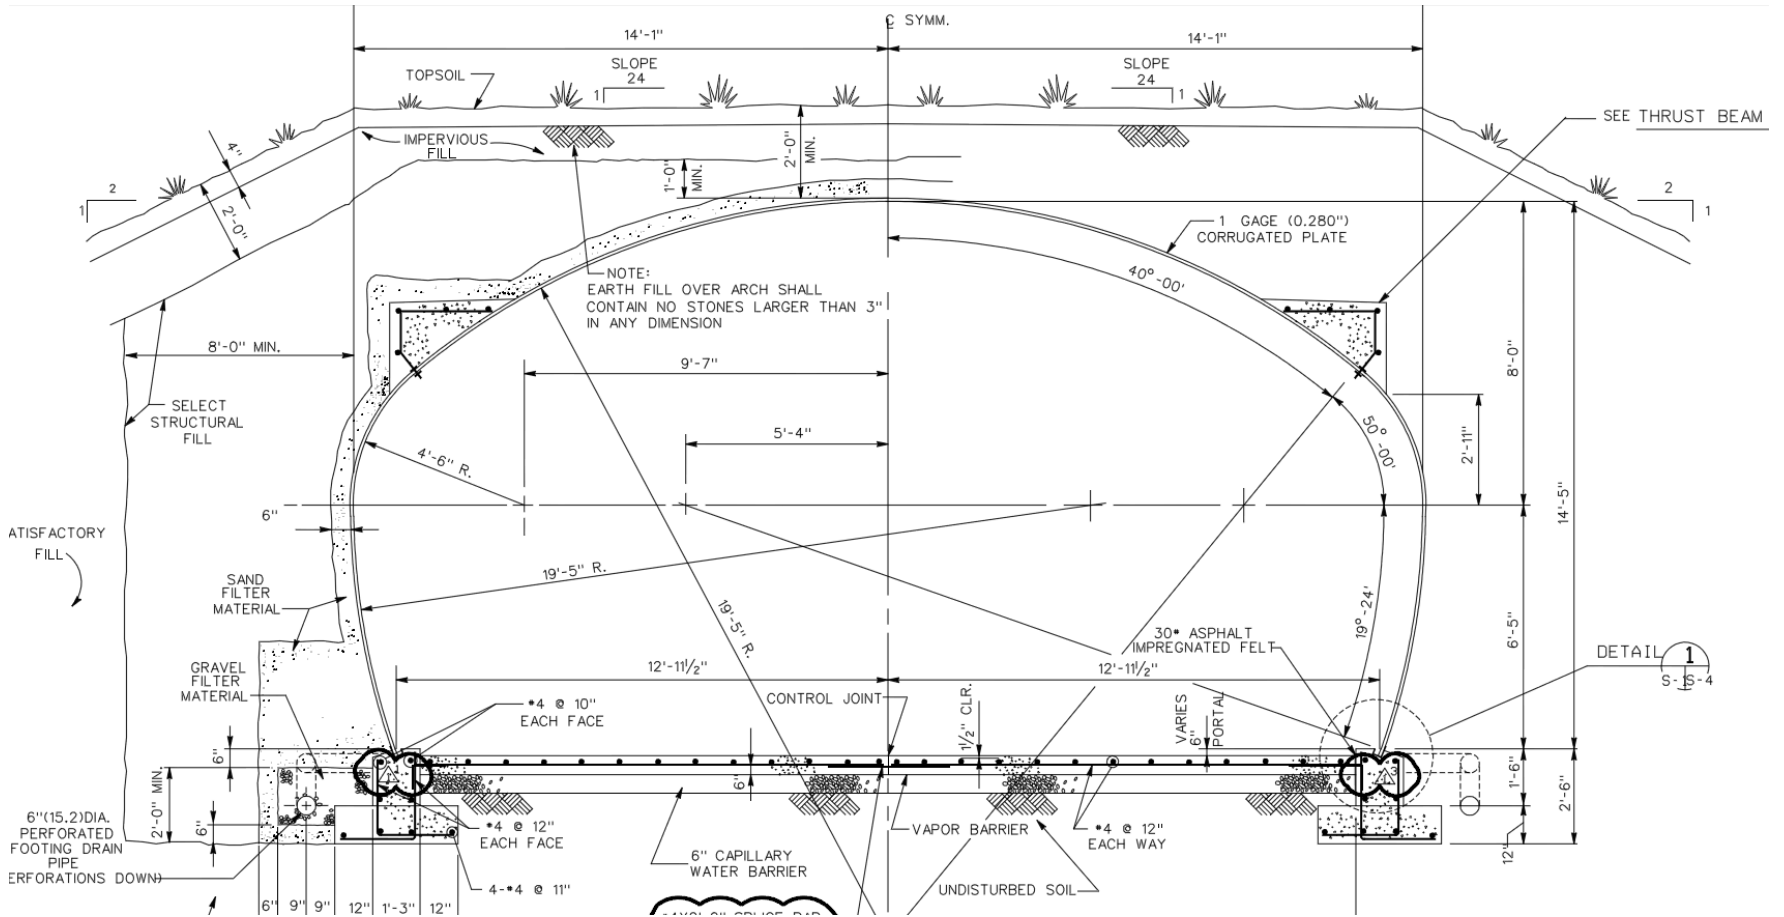 ℄ SYMM.
14'-1"
14'-1"
SLOPE
24
1
SLOPE
24
1
TOPSOIL
SEE THRUST BEAM
IMPERVIOUS
FILL
4"
2'-0"
MIN.
1'-0"
MIN.
2
1
2'-0"
2
1
1 GAGE (0.280")
CORRUGATED PLATE
NOTE:
EARTH FILL OVER ARCH SHALL
CONTAIN NO STONES LARGER THAN 3"
IN ANY DIMENSION
40°-00'
8'-0" MIN.
9'-7"
8'-0"
SELECT
STRUCTURAL
FILL
5'-4"
50°-00'
2'-11"
4'-6" R.
6"
14'-5"
ATISFACTORY
FILL
19'-5" R.
19'-5" R.
SAND
FILTER
MATERIAL
19°-24'
6'-5"
30# ASPHALT
IMPREGNATED FELT
DETAIL
1
S-4
12'-11½"
12'-11½"
GRAVEL
FILTER
MATERIAL
CONTROL JOINT
1½" CLR.
VARIES
6"
PORTAL
#4 @ 10"
EACH FACE
6"
6"
1'-6"
2'-6"
2'-0" MIN.
6"
12"
6"(15.2)DIA.
PERFORATED
FOOTING DRAIN
PIPE
ERFORATIONS DOWN)
#4 @ 12"
EACH FACE
VAPOR BARRIER
#4 @ 12"
EACH WAY
6" CAPILLARY
WATER BARRIER
4-#4 @ 11"
UNDISTURBED SOIL
6" 9" 9" 12" 1'-3" 12"